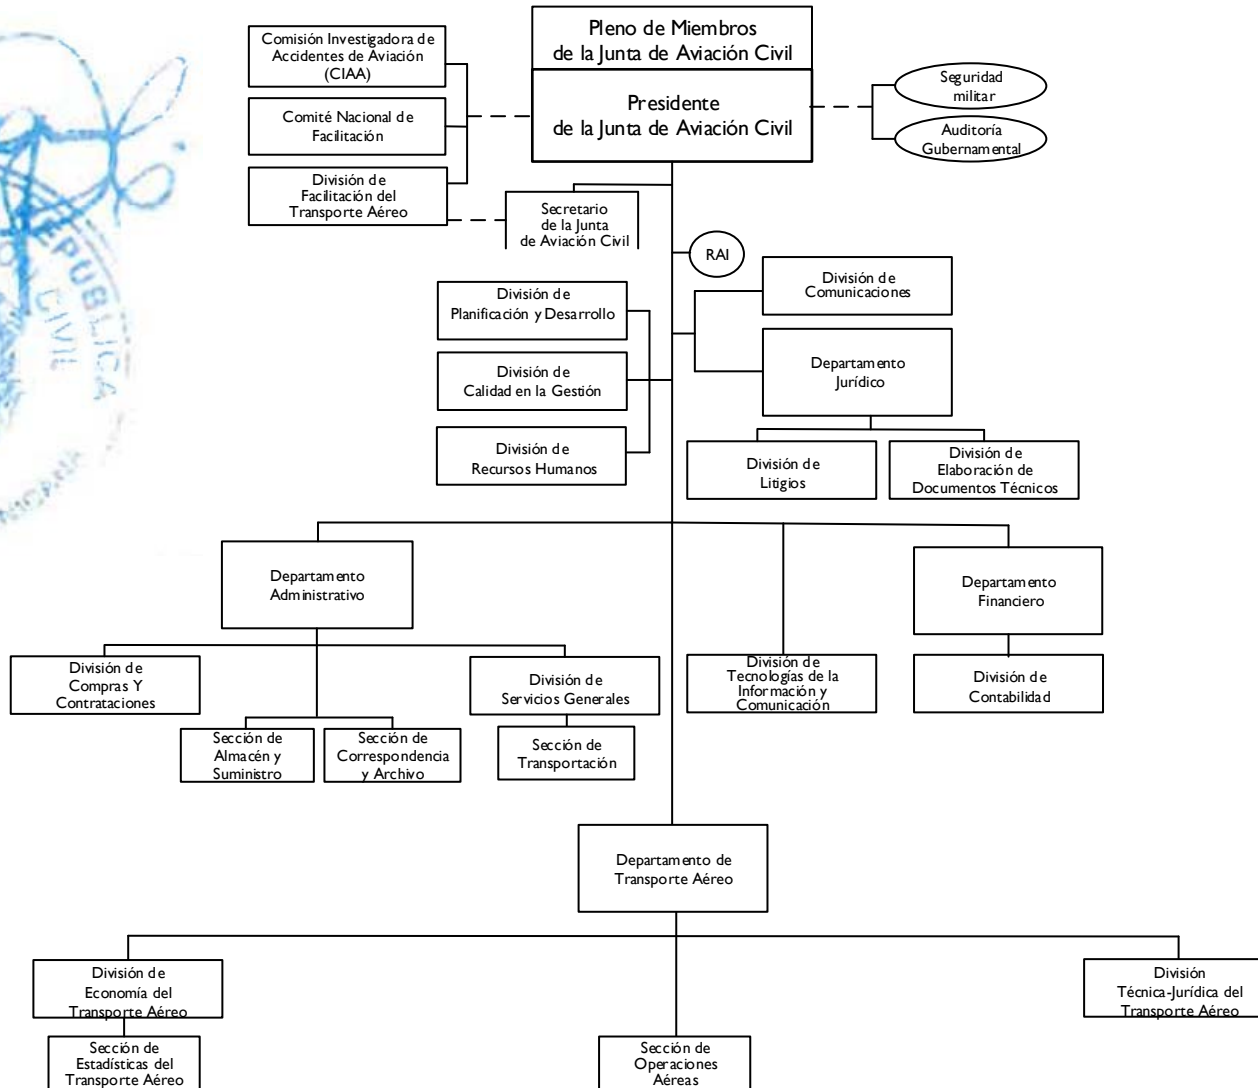 Pleno de Miembros
de la Junta de Aviación Civil
Presidente
de la Junta de Aviación Civil
Comisión Investigadora de
Accidentes de Aviación
(CIAA)
Comité Nacional de
Facilitación
División de
Facilitación del
Transporte Aéreo
Seguridad
militar
Auditoría
Gubernamental
Secretario
de la Junta
de Aviación Civil
RAI
División de
Planificación y Desarrollo
División de
Calidad en la Gestión
División de
Recursos Humanos
División de
Comunicaciones
Departamento
Jurídico
División de
Litigios
División de
Elaboración de
Documentos Técnicos
Departamento
Administrativo
Departamento
Financiero
División de
Compras Y
Contrataciones
División de
Servicios Generales
División de
Tecnologías de la
Información y
Comunicación
División de
Contabilidad
Sección de
Almacén y
Suministro
Sección de
Correspondencia
y Archivo
Sección de
Transportación
Departamento de
Transporte Aéreo
División de
Economía del
Transporte Aéreo
División
Técnica-Jurídica del
Transporte Aéreo
Sección de
Estadísticas del
Transporte Aéreo
Sección de
Operaciones
Aéreas
CIVIL